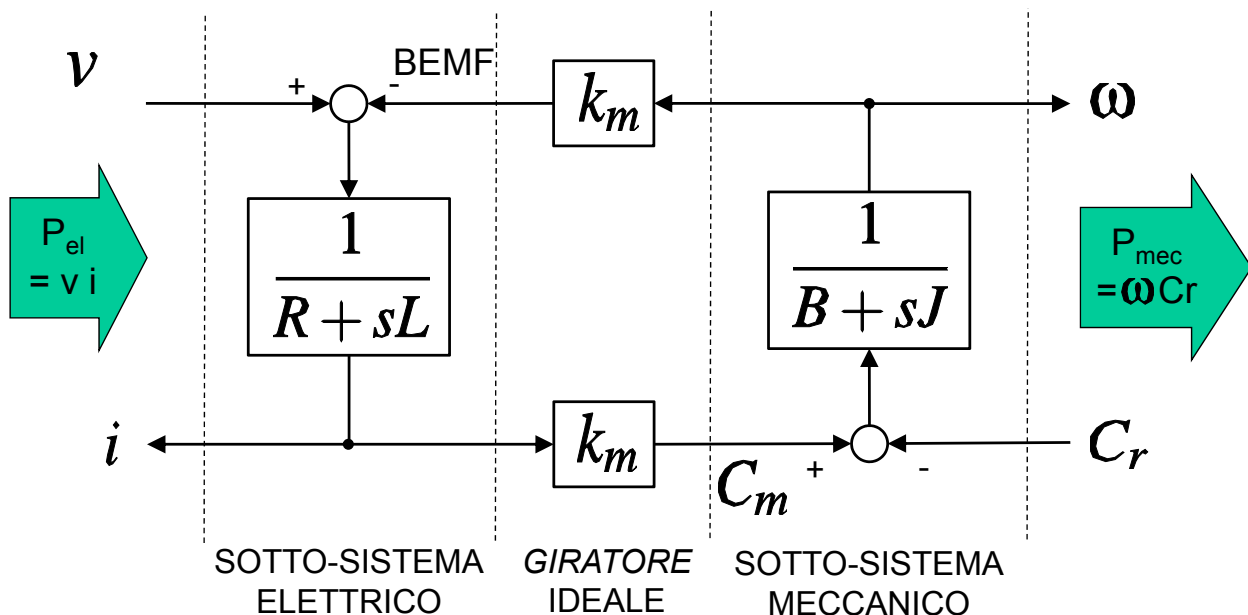 v
+
-
BEMF
k_m
ω
P_el
= v i
1
R + sL
1
B + sJ
P_mec
=ωCr
i
k_m
C_m
+
-
C_r
SOTTO-SISTEMA
ELETTRICO
GIRATORE
IDEALE
SOTTO-SISTEMA
MECCANICO